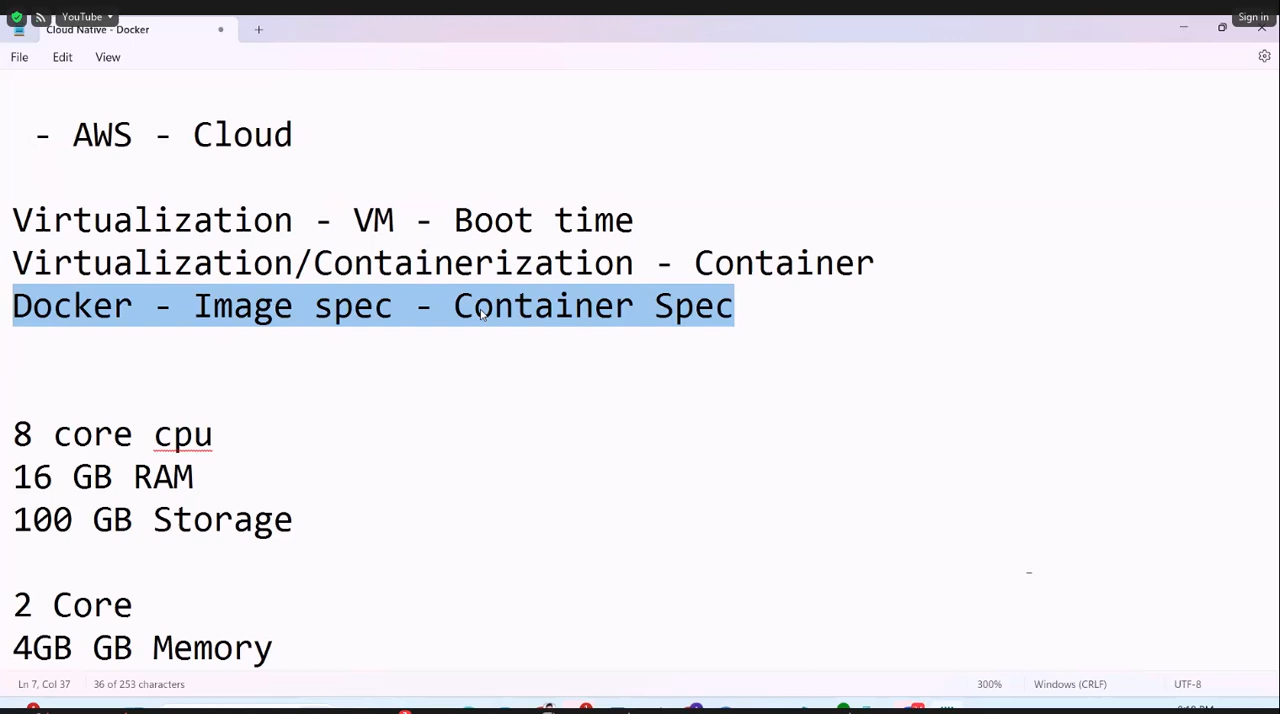 YouTube
Sign in
Cloud Native - Docker
File Edit View
- AWS - Cloud
Virtualization - VM - Boot time
Virtualization/Containerization - Container
Docker - Image spec - Container Spec
8 core cpu
16 GB RAM
100 GB Storage
2 Core
4GB GB Memory
Ln 7, Col 37 36 of 253 characters 300% Windows (CRLF) UTF-8